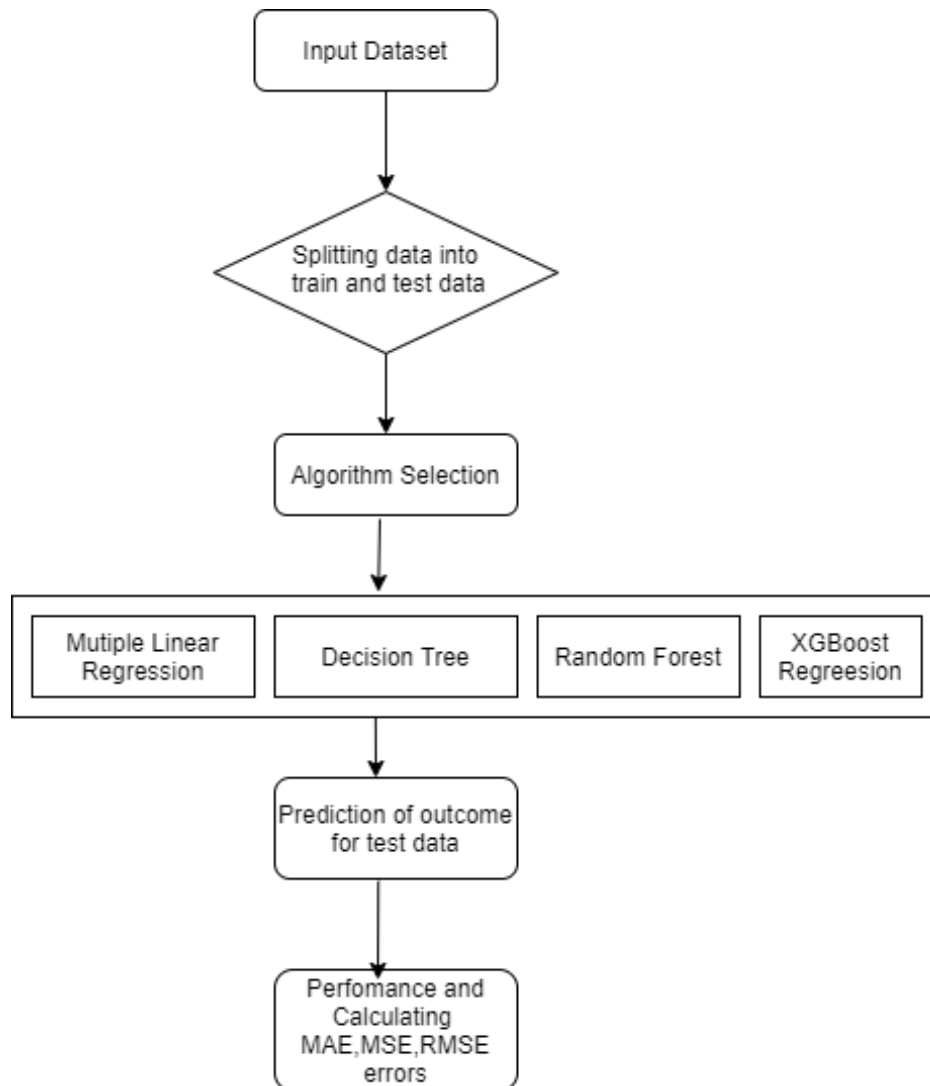 Input Dataset
Splitting data into
train and test data
Algorithm Selection
Mutiple Linear
Regression
Decision Tree
Random Forest
XGBoost
Regreesion
Prediction of outcome
for test data
Perfomance and
Calculating
MAE,MSE,RMSE
errors